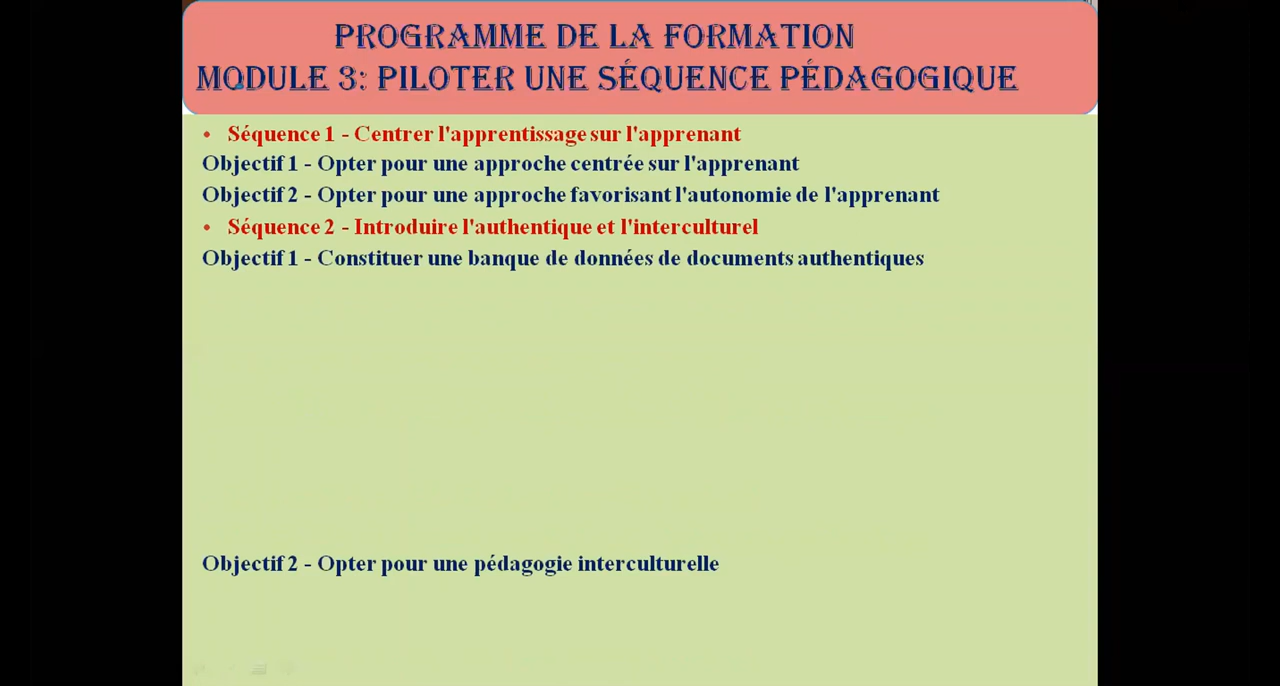 PROGRAMME DE LA FORMATION
MODULE 3: PILOTER UNE SÉQUENCE PÉDAGOGIQUE
• Séquence 1 - Centrer l'apprentissage sur l'apprenant
Objectif 1 - Opter pour une approche centrée sur l'apprenant
Objectif 2 - Opter pour une approche favorisant l'autonomie de l'apprenant
• Séquence 2 - Introduire l'authentique et l'interculturel
Objectif 1 - Constituer une banque de données de documents authentiques
Objectif 2 - Opter pour une pédagogie interculturelle